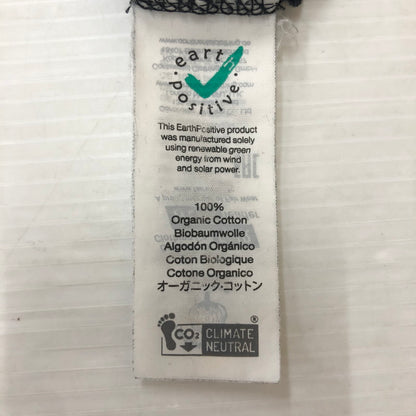 earth
positive
This EarthPositive product
was manufactured solely
using renewable green
energy from wind
and solar power.
100%
Organic Cotton
Biobaumwolle
Algodón Orgánico
Coton Biologique
Cotone Organico
オーガニック·コットン
CO2 CLIMATE
NEUTRAL ®